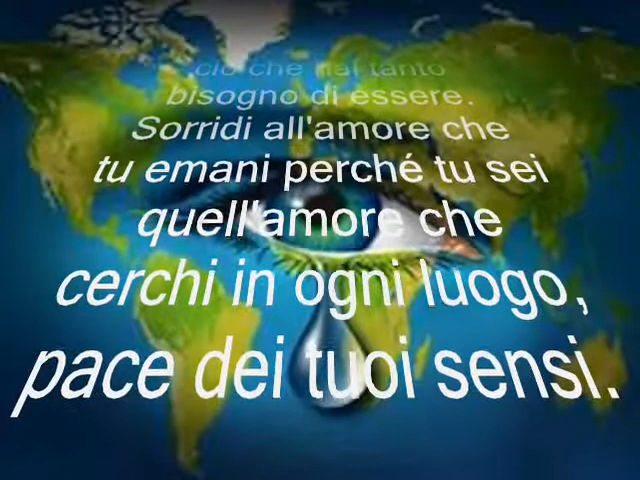 ciò che hai tanto
bisogno di essere.
Sorridi all'amore che
tu emani perché tu sei
quell'amore che
cerchi in ogni luogo,
pace dei tuoi sensi.